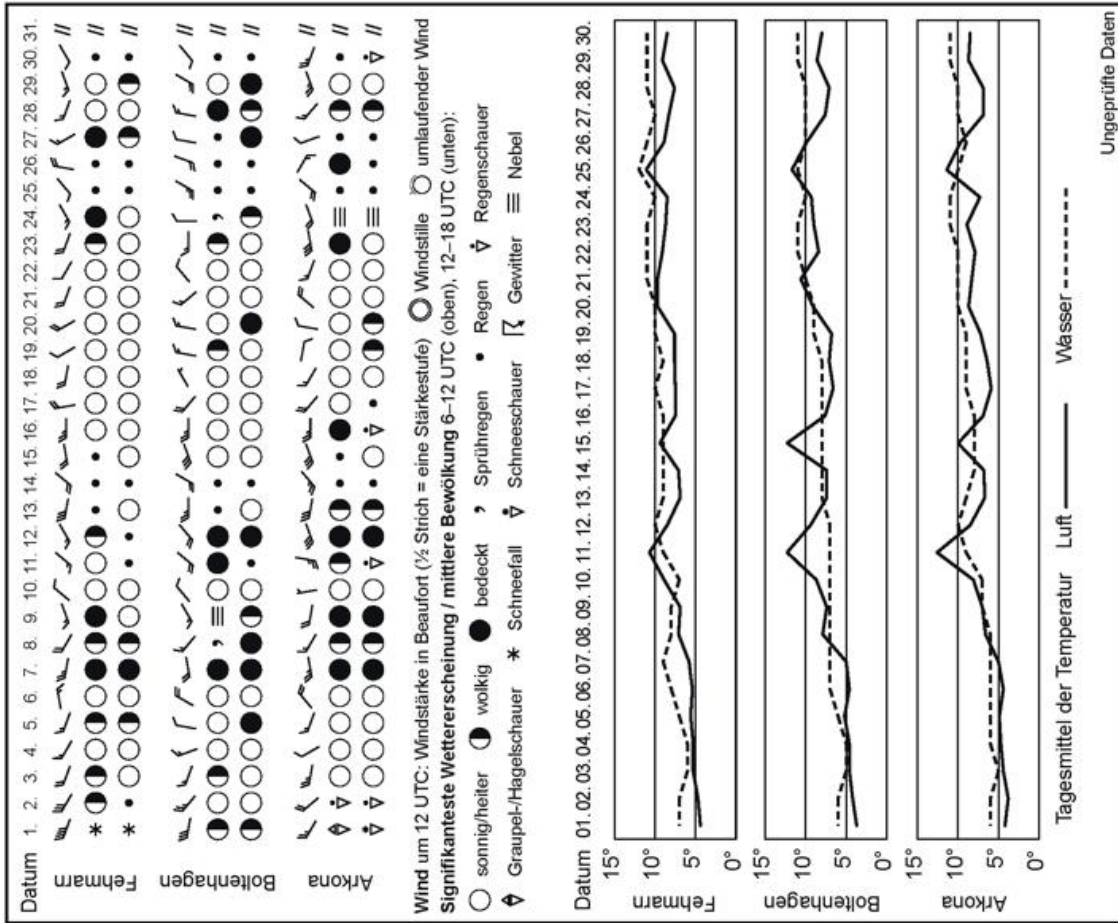 Datum 1. 2. 3. 4. 5. 6. 7. 8. 9. 10. 11. 12. 13. 14. 15. 16. 17. 18. 19. 20. 21. 22. 23. 24. 25. 26. 27. 28. 29. 30. 31.
Fehmarn
Boltenhagen
Arkona
Wind um 12 UTC: Windstärke in Beaufort (½ Strich = eine Stärkestufe) Windstille umlaufender Wind
Signifikanteste Wettererscheinung / mittlere Bewölkung 6–12 UTC (oben), 12–18 UTC (unten):
sonnig/heiter wolkig bedeckt Sprühregen Regen Regenschauer
Graupel-/Hagelschauer Schneefall Schneeschauer Gewitter Nebel
Datum 01. 02. 03. 04. 05. 06. 07. 08. 09. 10. 11. 12. 13. 14. 15. 16. 17. 18. 19. 20. 21. 22. 23. 24. 25. 26. 27. 28. 29. 30.
15°
10°
5°
0°
Fehmarn
15°
10°
5°
0°
Boltenhagen
15°
10°
5°
0°
Arkona
Tagesmittel der Temperatur Luft Wasser
Ungeprüfte Daten